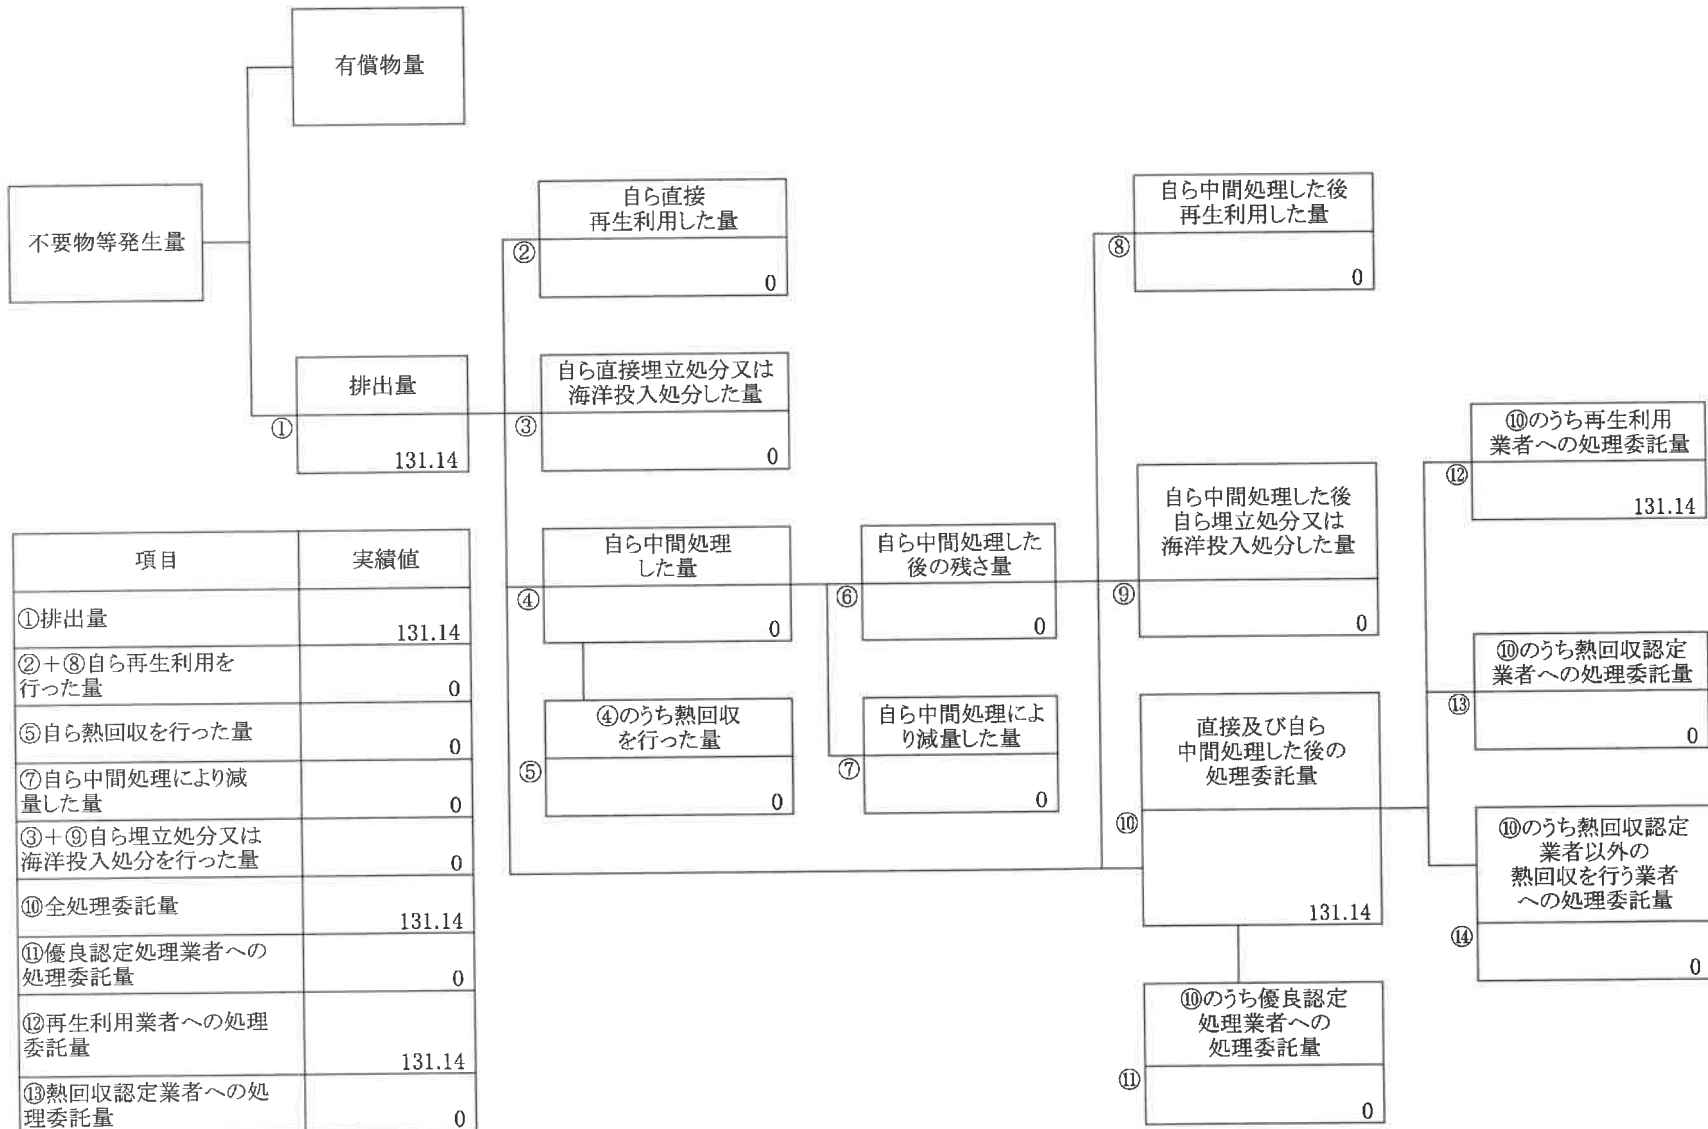 有償物量
不要物等発生量
排出量
①
131.14
自ら直接
再生利用した量
②
0
自ら直接埋立処分又は
海洋投入処分した量
③
0
自ら中間処理
した量
④
0
④のうち熱回収
を行った量
⑤
0
自ら中間処理した
後の残さ量
⑥
0
自ら中間処理によ
り減量した量
⑦
0
自ら中間処理した後
再生利用した量
⑧
0
自ら中間処理した後
自ら埋立処分又は
海洋投入処分した量
⑨
0
直接及び自ら
中間処理した後の
処理委託量
⑩
131.14
⑩のうち優良認定
処理業者への
処理委託量
⑪
0
⑩のうち再生利用
業者への処理委託量
⑫
131.14
⑩のうち熱回収認定
業者への処理委託量
⑬
0
⑩のうち熱回収認定
業者以外の
熱回収を行う業者
への処理委託量
⑭
0
項目 実績値
①排出量
131.14
②+⑧自ら再生利用を
行った量 0
⑤自ら熱回収を行った量
0
⑦自ら中間処理により減
量した量 0
③+⑨自ら埋立処分又は
海洋投入処分を行った量 0
⑩全処理委託量
131.14
⑪優良認定処理業者への
処理委託量 0
⑫再生利用業者への処理
委託量
131.14
⑬熱回収認定業者への処
理委託量 0